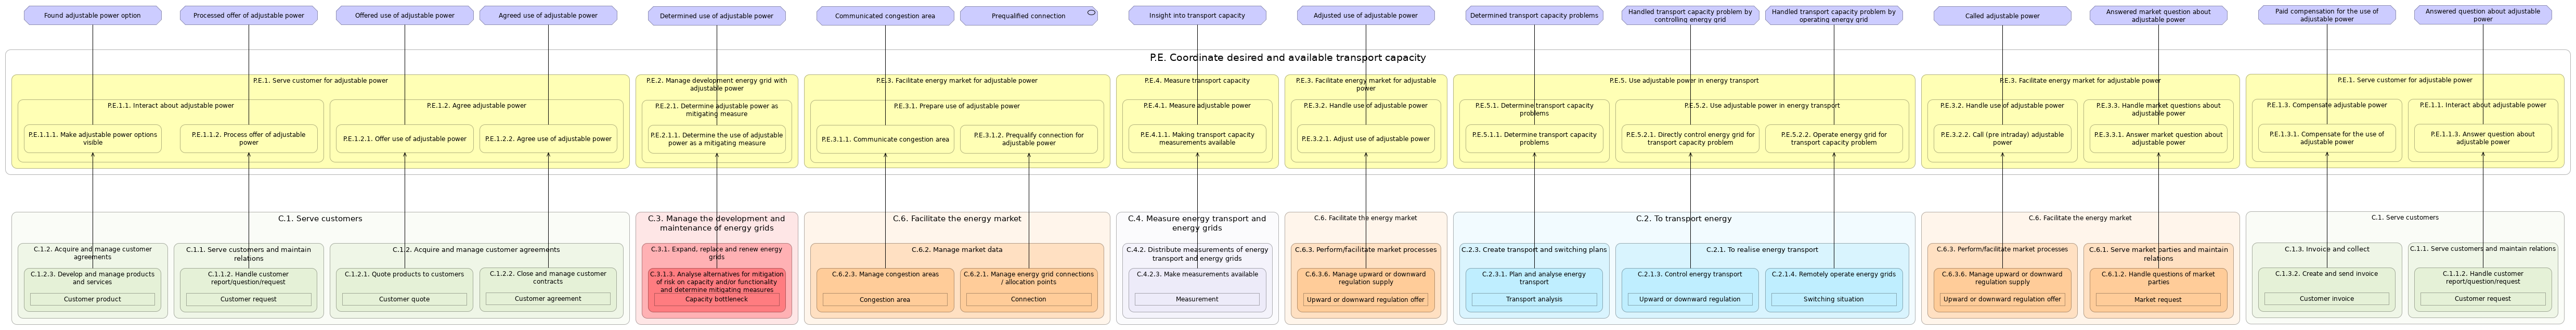 Found adjustable power option
Processed offer of adjustable power
Offered use of adjustable power
Agreed use of adjustable power
Determined use of adjustable power
Communicated congestion area
Prequalified connection
Insight into transport capacity
Adjusted use of adjustable power
Determined transport capacity problems
Handled transport capacity problem by
controlling energy grid
Handled transport capacity problem by
operating energy grid
Called adjustable power
Answered market question about
adjustable power
Paid compensation for the use of
adjustable power
Answered question about adjustable
power
P.E. Coordinate desired and available transport capacity
P.E.1. Serve customer for adjustable power
P.E.1.1. Interact about adjustable power
P.E.1.1.1. Make adjustable power options
visible
P.E.1.1.2. Process offer of adjustable
power
P.E.1.2. Agree adjustable power
P.E.1.2.1. Offer use of adjustable power
P.E.1.2.2. Agree use of adjustable power
P.E.2. Manage development energy grid with
adjustable power
P.E.2.1. Determine adjustable power as
mitigating measure
P.E.2.1.1. Determine the use of adjustable
power as a mitigating measure
P.E.3. Facilitate energy market for adjustable power
P.E.3.1. Prepare use of adjustable power
P.E.3.1.1. Communicate congestion area
P.E.3.1.2. Prequalify connection for
adjustable power
P.E.4. Measure transport capacity
P.E.4.1. Measure adjustable power
P.E.4.1.1. Making transport capacity
measurements available
P.E.3. Facilitate energy market for adjustable
power
P.E.3.2. Handle use of adjustable power
P.E.3.2.1. Adjust use of adjustable power
P.E.5. Use adjustable power in energy transport
P.E.5.1. Determine transport capacity
problems
P.E.5.1.1. Determine transport capacity
problems
P.E.5.2. Use adjustable power in energy transport
P.E.5.2.1. Directly control energy grid for
transport capacity problem
P.E.5.2.2. Operate energy grid for
transport capacity problem
P.E.3. Facilitate energy market for adjustable power
P.E.3.2. Handle use of adjustable power
P.E.3.2.2. Call (pre intraday) adjustable
power
P.E.3.3. Handle market questions about
adjustable power
P.E.3.3.1. Answer market question about
adjustable power
P.E.1. Serve customer for adjustable power
P.E.1.3. Compensate adjustable power
P.E.1.3.1. Compensate for the use of
adjustable power
P.E.1.1. Interact about adjustable power
P.E.1.1.3. Answer question about
adjustable power
C.1. Serve customers
C.1.2. Acquire and manage customer
agreements
C.1.2.3. Develop and manage products
and services
Customer product
C.1.1. Serve customers and maintain
relations
C.1.1.2. Handle customer
report/question/request
Customer request
C.1.2. Acquire and manage customer agreements
C.1.2.1. Quote products to customers
Customer quote
C.1.2.2. Close and manage customer
contracts
Customer agreement
C.3. Manage the development and
maintenance of energy grids
C.3.1. Expand, replace and renew energy
grids
C.3.1.3. Analyse alternatives for mitigation
of risk on capacity and/or functionality
and determine mitigating measures
Capacity bottleneck
C.6. Facilitate the energy market
C.6.2. Manage market data
C.6.2.3. Manage congestion areas
Congestion area
C.6.2.1. Manage energy grid connections
/ allocation points
Connection
C.4. Measure energy transport and
energy grids
C.4.2. Distribute measurements of energy
transport and energy grids
C.4.2.3. Make measurements available
Measurement
C.6. Facilitate the energy market
C.6.3. Perform/facilitate market processes
C.6.3.6. Manage upward or downward
regulation supply
Upward or downward regulation offer
C.2. To transport energy
C.2.3. Create transport and switching plans
C.2.3.1. Plan and analyse energy
transport
Transport analysis
C.2.1. To realise energy transport
C.2.1.3. Control energy transport
Upward or downward regulation
C.2.1.4. Remotely operate energy grids
Switching situation
C.6. Facilitate the energy market
C.6.3. Perform/facilitate market processes
C.6.3.6. Manage upward or downward
regulation supply
Upward or downward regulation offer
C.6.1. Serve market parties and maintain
relations
C.6.1.2. Handle questions of market
parties
Market request
C.1. Serve customers
C.1.3. Invoice and collect
C.1.3.2. Create and send invoice
Customer invoice
C.1.1. Serve customers and maintain relations
C.1.1.2. Handle customer
report/question/request
Customer request